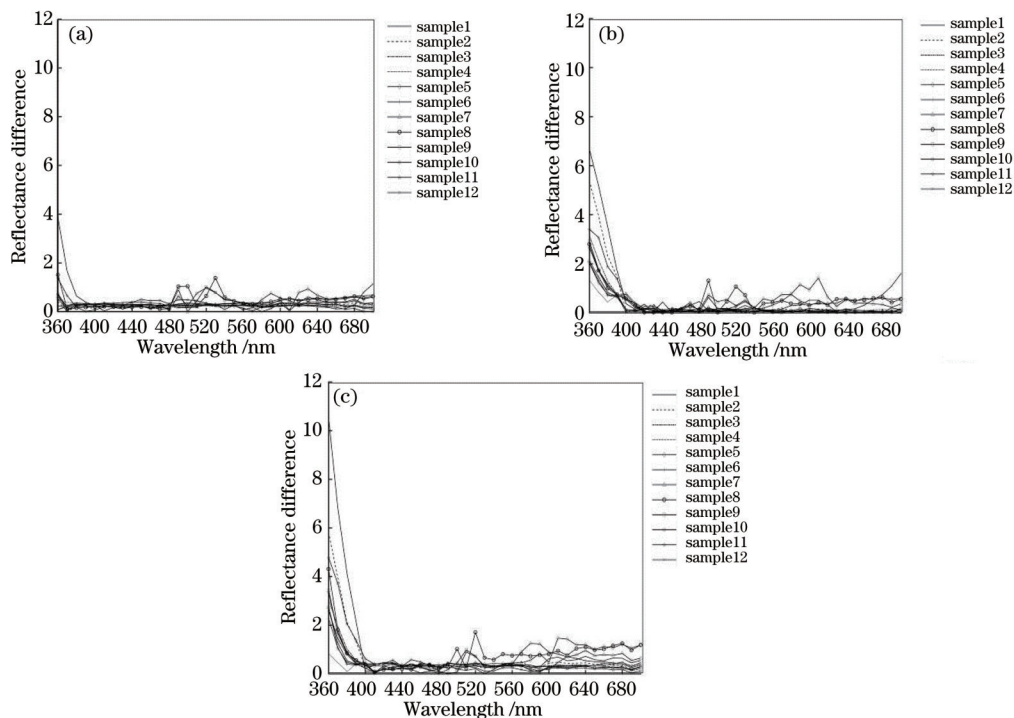 (a)
12
10
8
6
4
2
0
Reflectance difference
360 400 440 480 520 560 600 640 680
Wavelength /nm
sample1
sample2
sample3
sample4
sample5
sample6
sample7
sample8
sample9
sample10
sample11
sample12
(b)
12
10
8
6
4
2
0
Reflectance difference
360 400 440 480 520 560 600 640 680
Wavelength /nm
sample1
sample2
sample3
sample4
sample5
sample6
sample7
sample8
sample9
sample10
sample11
sample12
(c)
12
10
8
6
4
2
0
Reflectance difference
360 400 440 480 520 560 600 640 680
Wavelength /nm
sample1
sample2
sample3
sample4
sample5
sample6
sample7
sample8
sample9
sample10
sample11
sample12